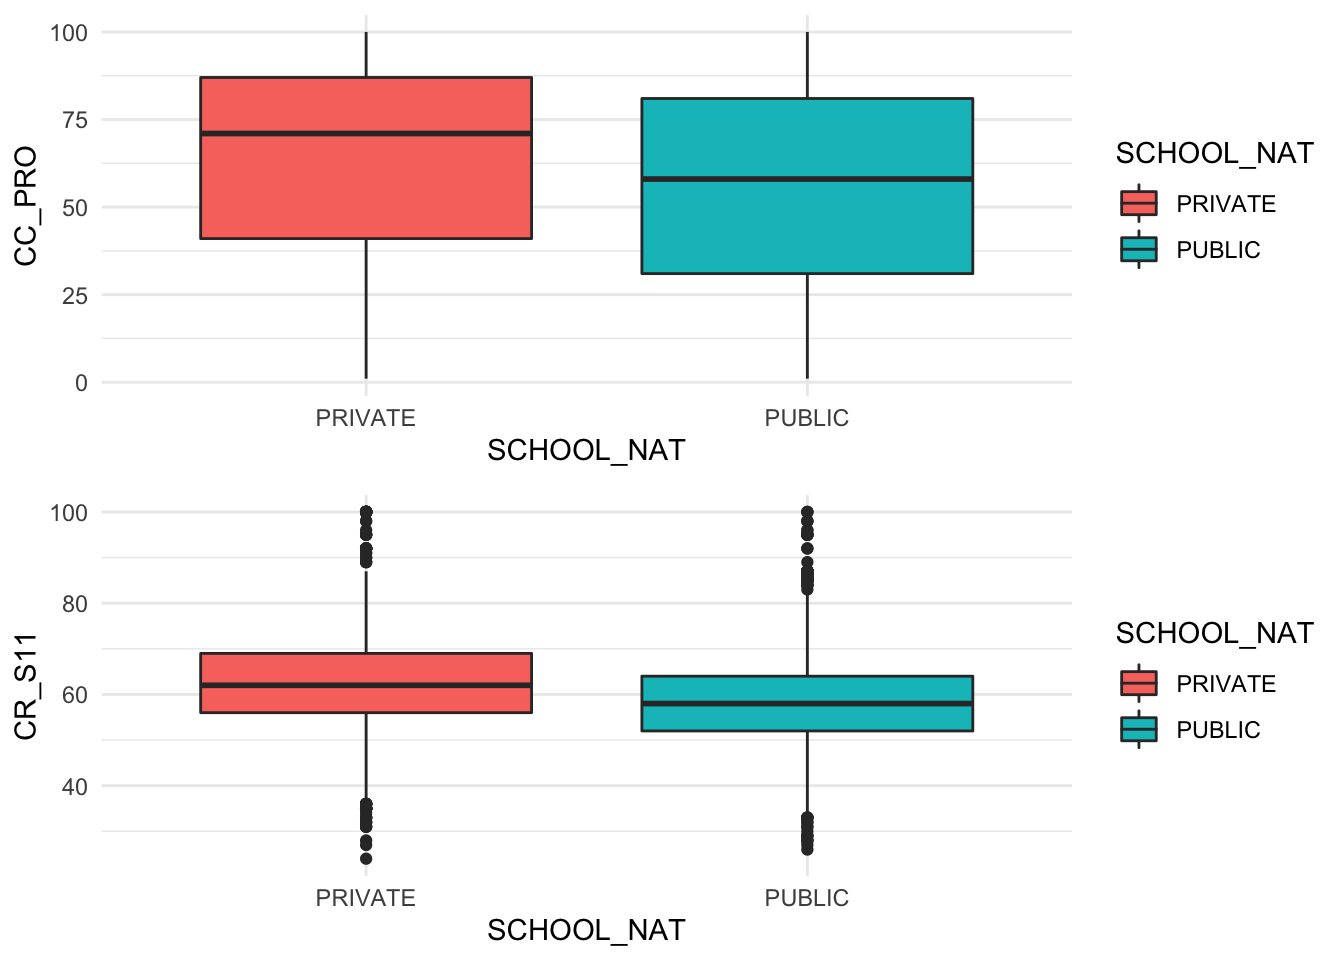 100
75
50
25
0
CC_PRO
PRIVATE
PUBLIC
SCHOOL_NAT
SCHOOL_NAT
PRIVATE
PUBLIC
100
80
60
40
CR_S11
PRIVATE
PUBLIC
SCHOOL_NAT
SCHOOL_NAT
PRIVATE
PUBLIC